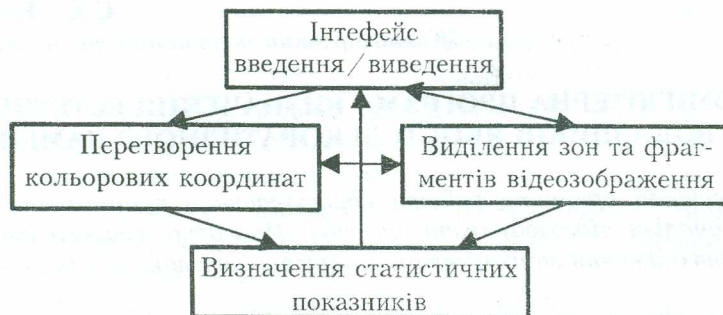 Інтефейс
введення/виведення
Перетворення
кольорових координат
Виділення зон та фраг-
ментів відеозображення
Визначення статистичних
показників